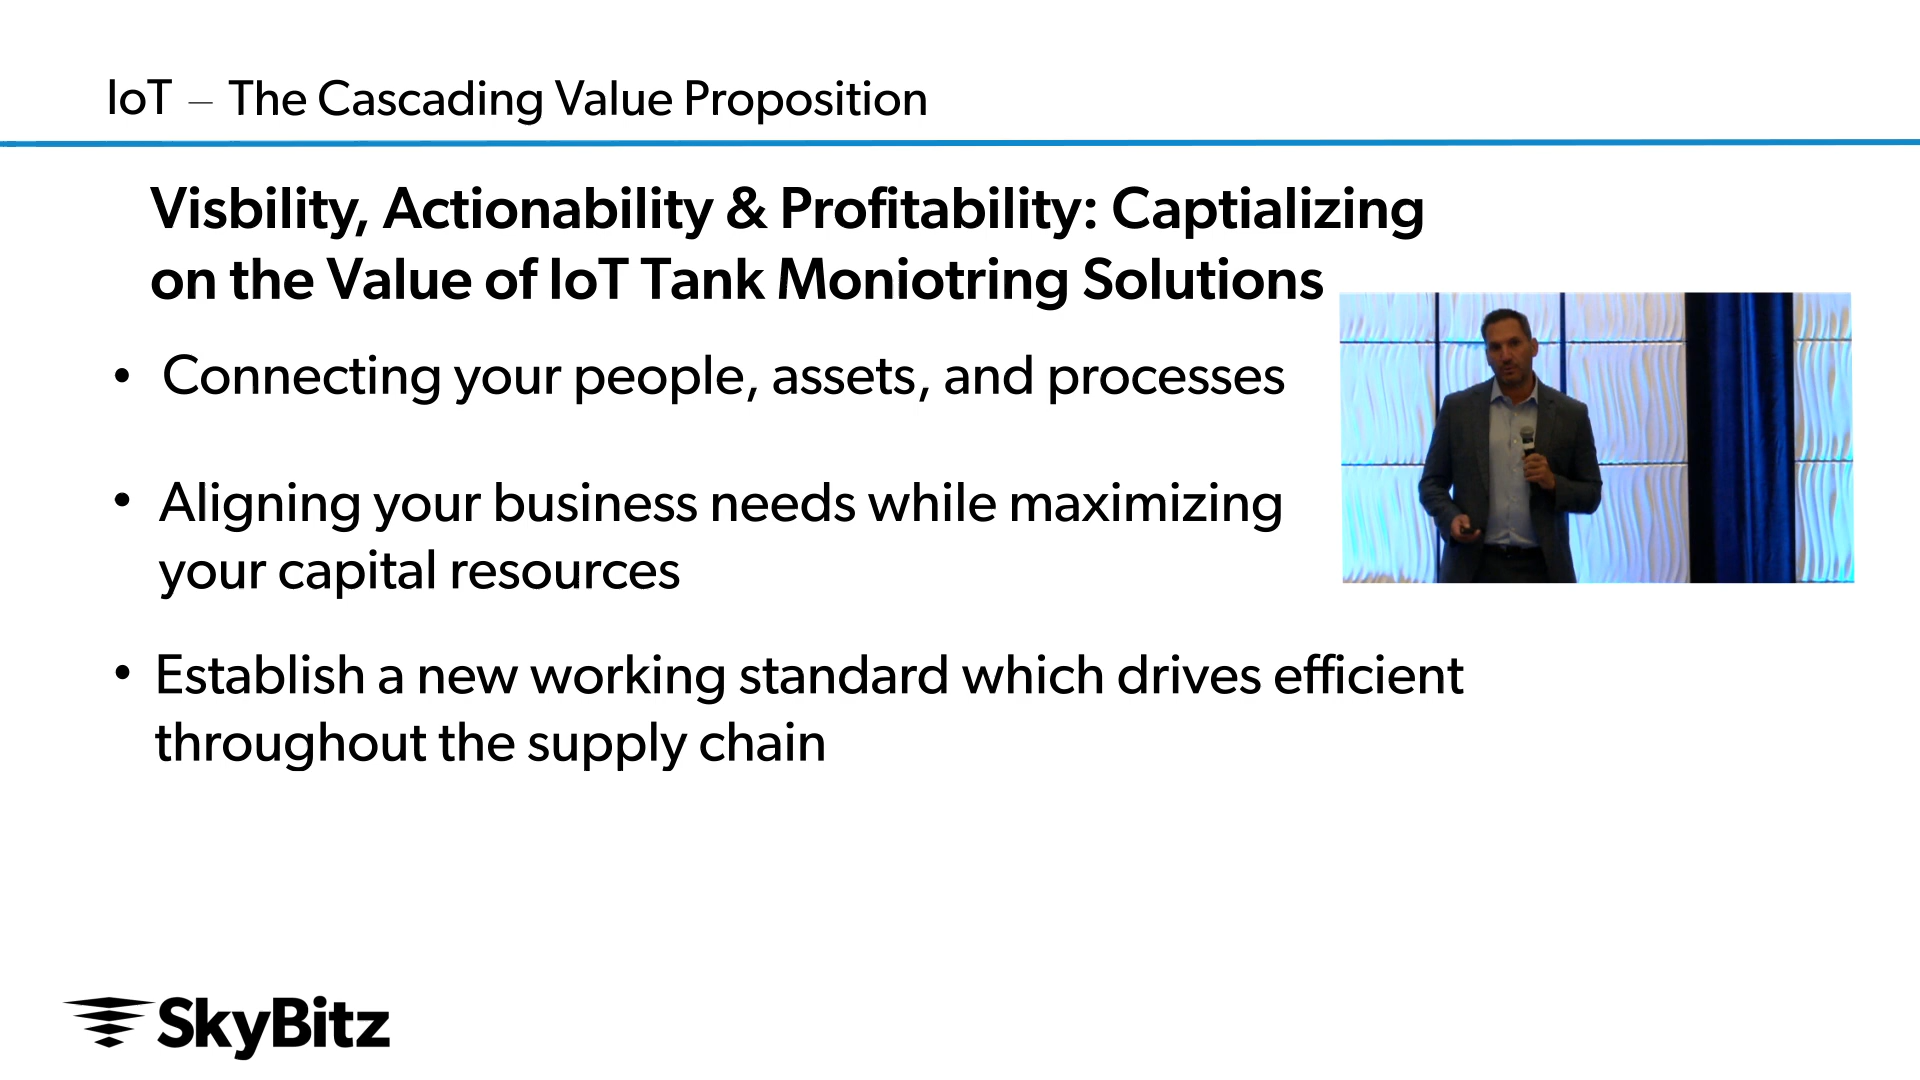 IoT – The Cascading Value Proposition
Visbility, Actionability & Profitability: Captializing
on the Value of IoT Tank Moniotring Solutions
• Connecting your people, assets, and processes
• Aligning your business needs while maximizing
your capital resources
• Establish a new working standard which drives efficient
throughout the supply chain
SkyBitz